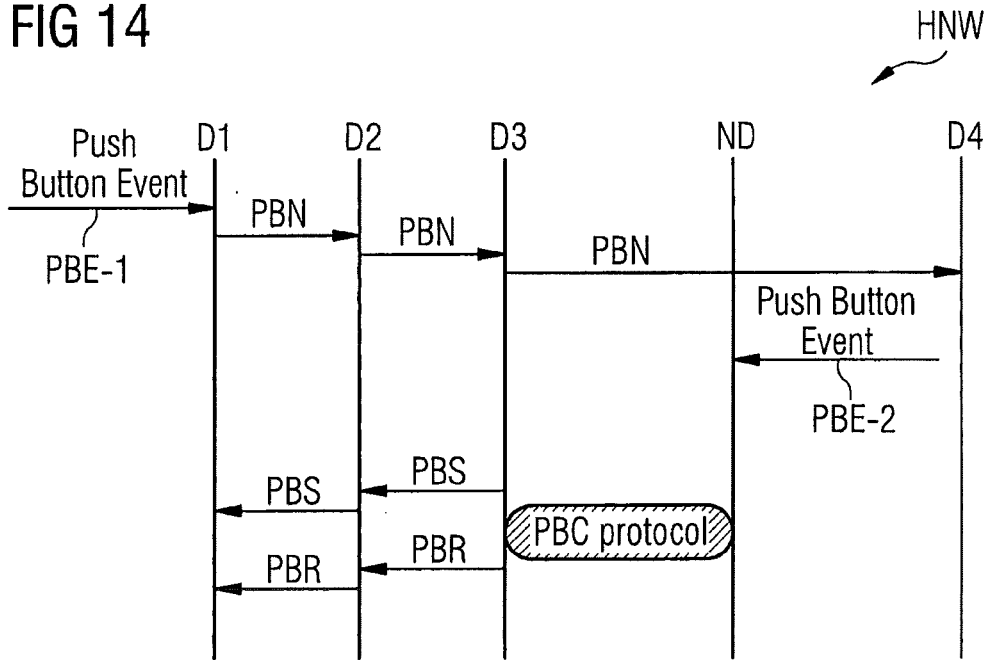 FIG 14
HNW
D1
D2
D3
ND
D4
Push
Button Event
PBE-1
PBN
PBN
PBN
Push Button
Event
PBE-2
PBS
PBS
PBC protocol
PBR
PBR